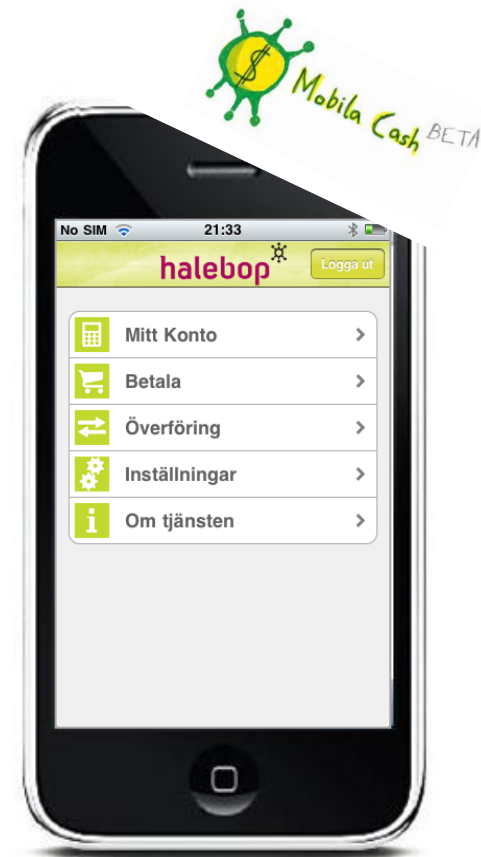 Mobila Cash BETA
No SIM 21:33
halebop Logga ut
Mitt Konto
Betala
Överföring
Inställningar
Om tjänsten